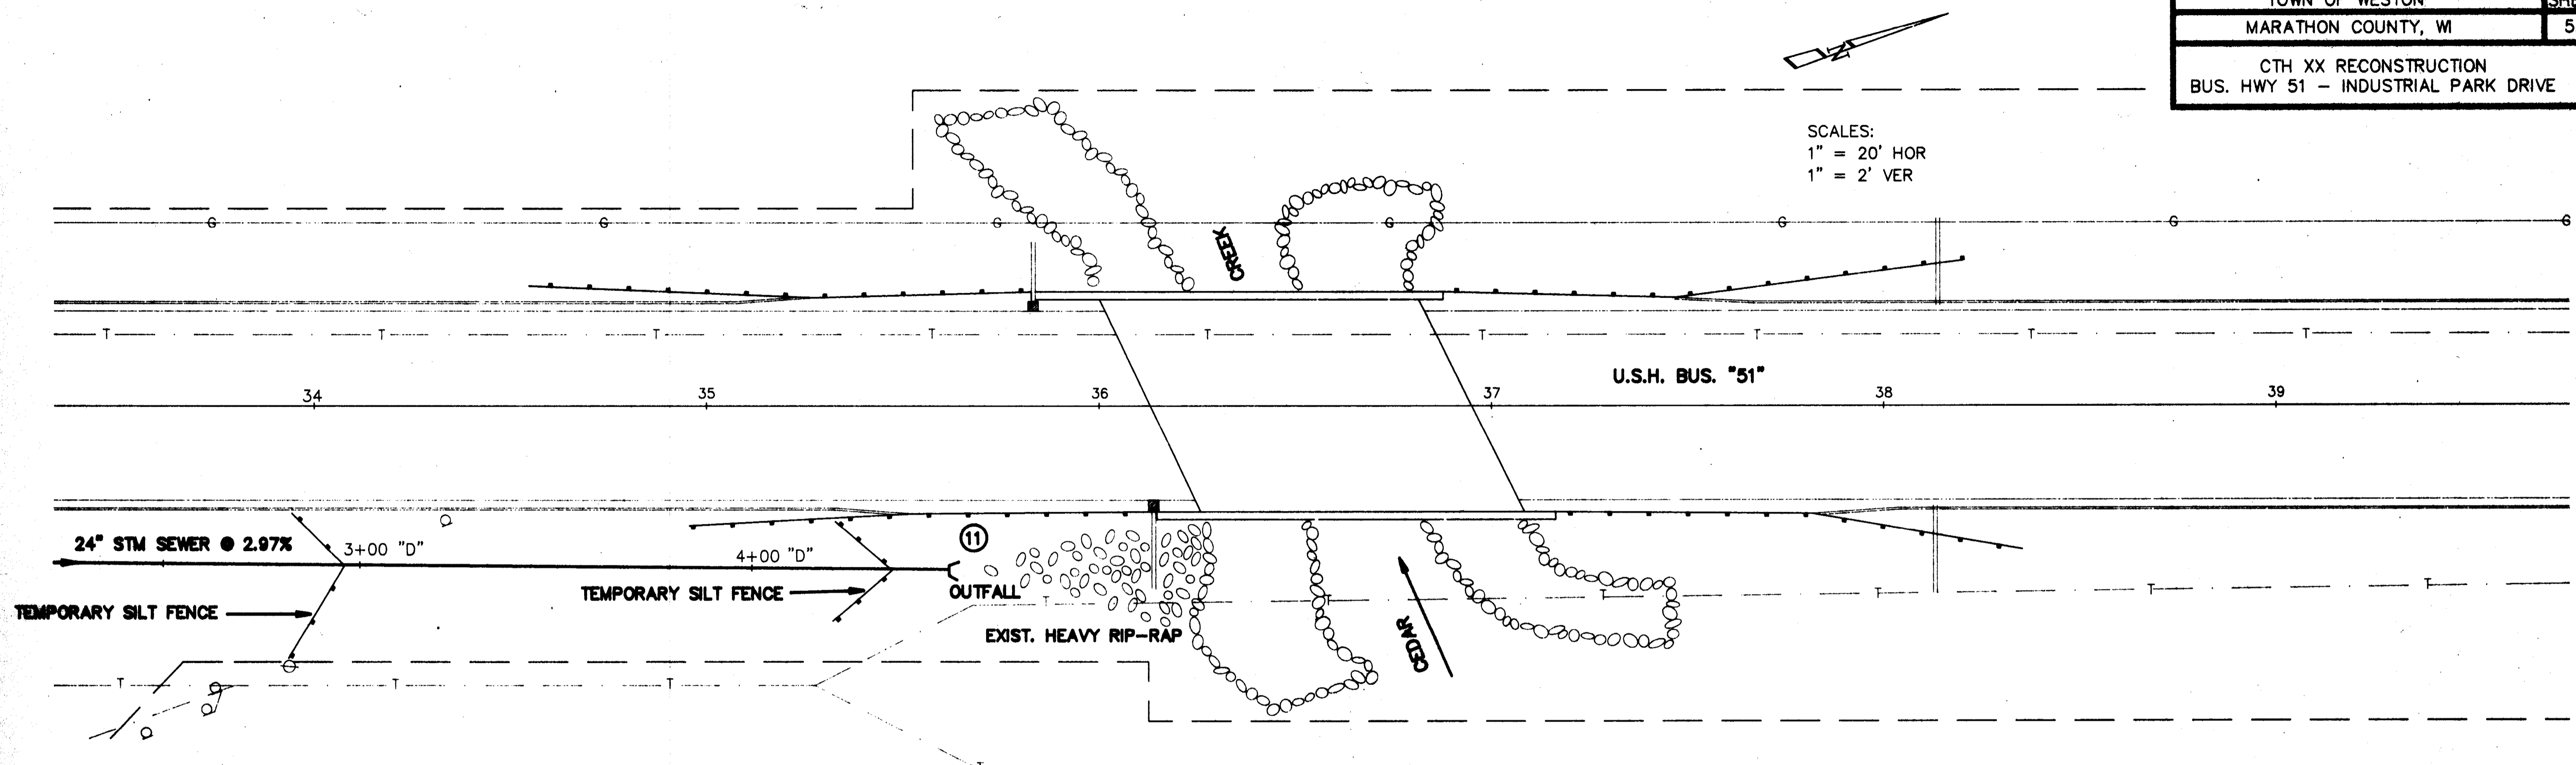 TOWN OF WESTON
MARATHON COUNTY, WI
5
CTH XX RECONSTRUCTION
BUS. HWY 51 - INDUSTRIAL PARK DRIVE
N
SCALES:
1" = 20' HOR
1" = 2' VER
G G G G G G G
CREEK
T T T T T T T T T
U.S.H. BUS. "51"
34 35 36 37 38 39
24" STM SEWER @ 2.97%
3+00 "D"
4+00 "D"
11
OUTFALL
TEMPORARY SILT FENCE
TEMPORARY SILT FENCE
EXIST. HEAVY RIP-RAP
CEDAR
T T T T T T
T T T
T